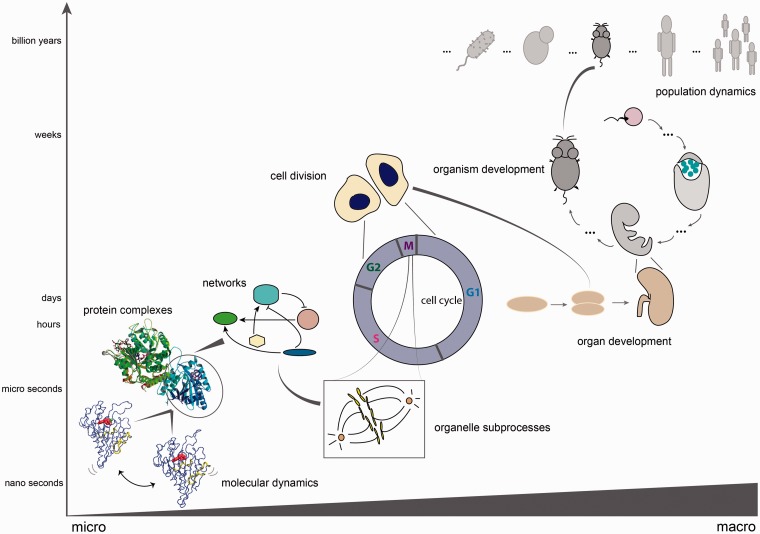 billion years
...
...
...
...
...
population dynamics
...
weeks
cell division
organism development
...
...
M
G2
networks
days
cell cycle
G1
protein complexes
hours
S
organ development
micro seconds
organelle subprocesses
nano seconds
molecular dynamics
micro
macro